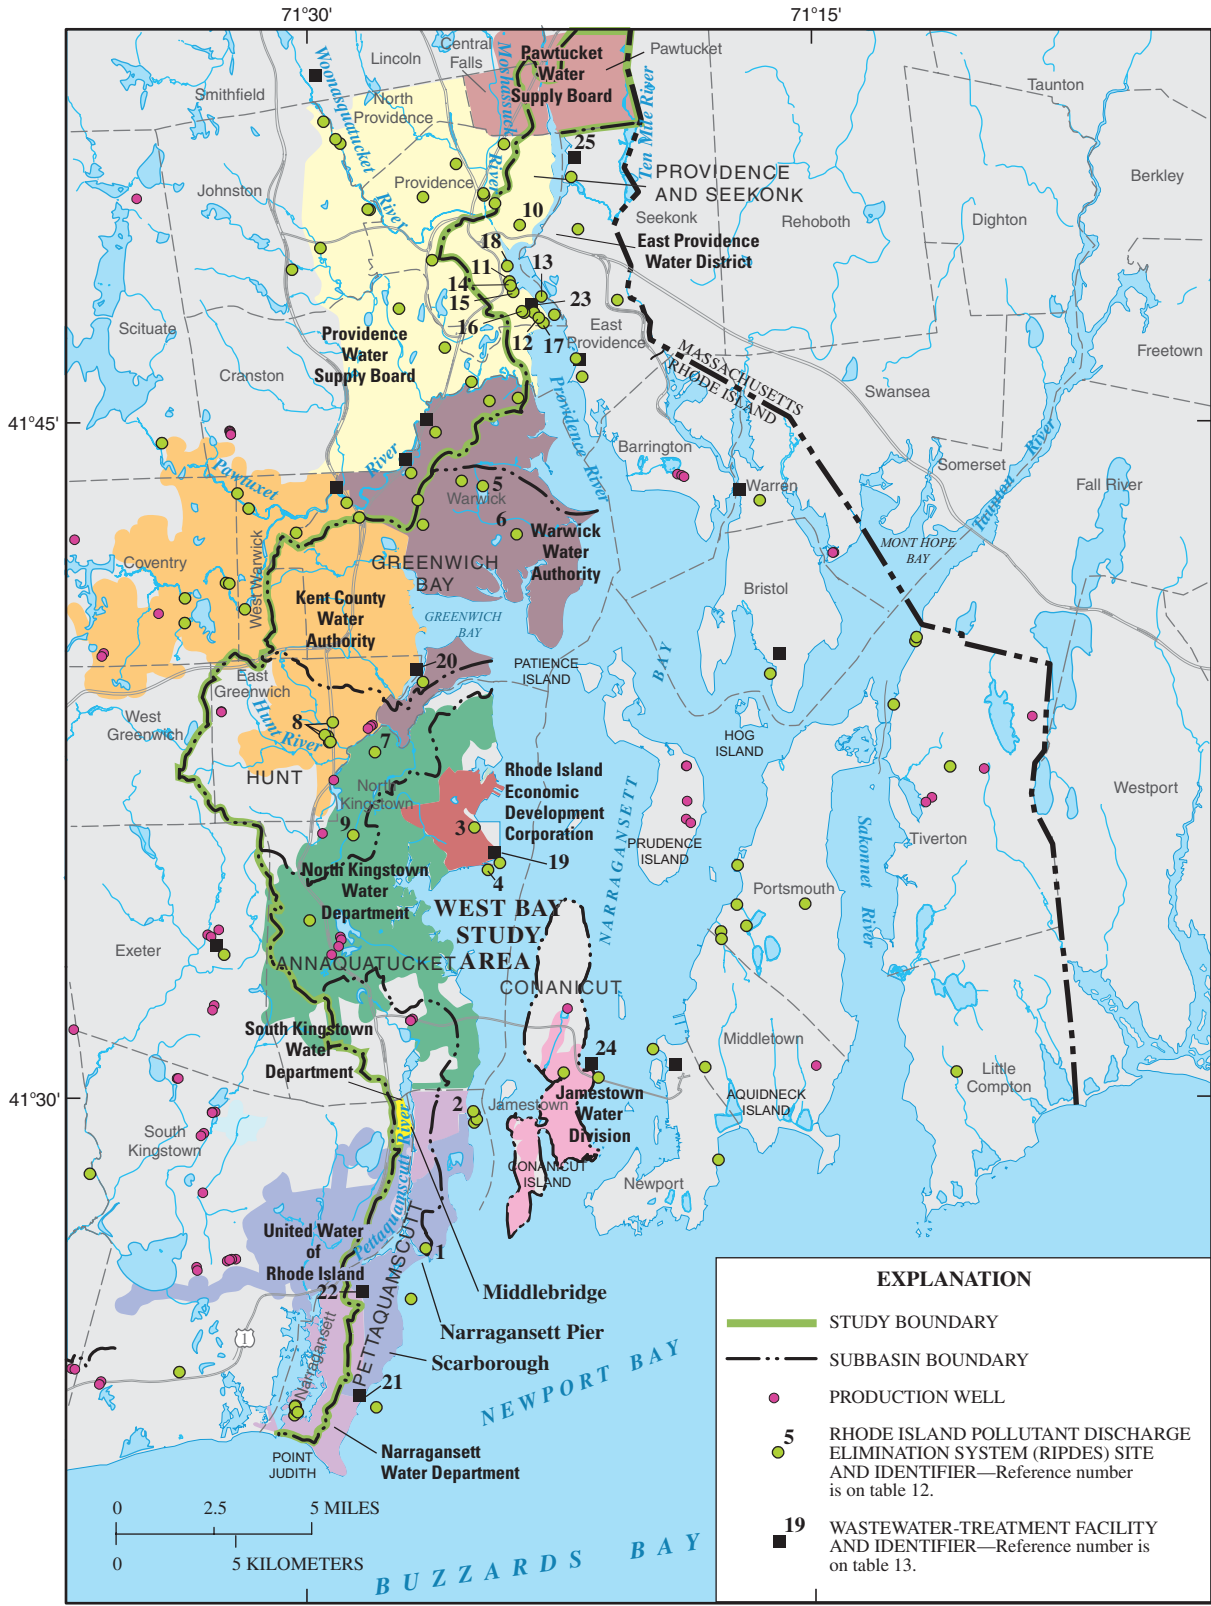 71°30'
71°15'
Lincoln
Central
Falls
Pawtucket
Water
Supply Board
Pawtucket
Taunton
Smithfield
Woonasquatucket
River
North
Providence
Moshassuck
River
Ten Mile River
25
Berkley
Johnston
Providence
PROVIDENCE
AND SEEKONK
10
Seekonk
Rehoboth
Dighton
East Providence
Water District
18
11
13
14
15
23
16
12
17
East
Providence
Scituate
Providence
Water
Supply Board
Cranston
MASSACHUSETTS
RHODE ISLAND
Freetown
Swansea
41°45'
Providence River
Barrington
Somerset
Taunton River
Fall River
Pawtuxet
River
5
Warwick
Warren
6
Warwick
Water
Authority
MONT HOPE
BAY
GREENWICH
BAY
Coventry
West Warwick
Kent County
Water
Authority
Bristol
GREENWICH
BAY
20
PATIENCE
ISLAND
BAY
East
Greenwich
West
Greenwich
Hunt River
8
7
HOG
ISLAND
HUNT
North
Kingstown
Rhode Island
Economic
Development
Corporation
NARRAGANSETT
Westport
9
3
PRUDENCE
ISLAND
Sakonnet River
Tiverton
19
4
North Kingstown
Water
Department
Portsmouth
WEST BAY
STUDY
AREA
Exeter
ANNAQUATUCKET
CONANICUT
South Kingstown
Water
Department
24
Middletown
Little
Compton
41°30'
2
Jamestown
Jamestown
Water
Division
AQUIDNECK
ISLAND
South
Kingstown
CONANICUT
ISLAND
Newport
Pettaquamscut River
PETTAQUAMSCUTT
United Water
of
Rhode Island
1
22
Middlebridge
Narragansett Pier
1
Scarborough
Narragansett
NEWPORT BAY
21
POINT
JUDITH
Narragansett
Water Department
0 2.5 5 MILES
0 5 KILOMETERS
BUZZARDS BAY
EXPLANATION
STUDY BOUNDARY
SUBBASIN BOUNDARY
PRODUCTION WELL
5
RHODE ISLAND POLLUTANT DISCHARGE
ELIMINATION SYSTEM (RIPDES) SITE
AND IDENTIFIER—Reference number
is on table 12.
19
WASTEWATER-TREATMENT FACILITY
AND IDENTIFIER—Reference number is
on table 13.